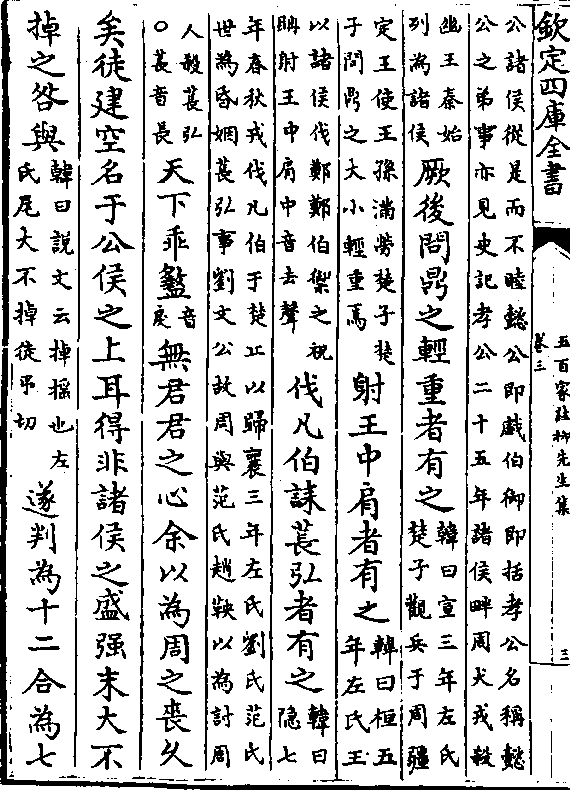 欽定四庫全書
五百家註柳先生集
卷三
三
公諸侯從是而不睦懿公即戲伯御即括孝公名稱懿
公之弟事亦見史記孝公二十五年諸侯畔周犬戎殺
幽王秦始
列為諸侯
厥後問鼎之輕重者有之
韓曰宣三年左氏
楚子觀兵于周疆
定王使王孫滿勞楚子楚
子問鼎之大小輕重焉
射王中肩者有之
韓曰桓五
年左氏王
以諸侯伐鄭鄭伯禦之祝
聃射王中肩中音去聲
伐凡伯誅萇弘者有之
韓曰
隠七
年春秋戎伐凡伯于楚丘以歸襄三年左氏劉氏范氏
世為昏姻萇弘事劉文公故周與范氏趙鞅以為討周
人殺萇弘
○萇音長
天下乖盭
音
戾
無君君之心余以為周之喪久
矣徒建空名于公侯之上耳得非諸侯之盛强末大不
掉之咎與
韓曰說文云掉揺也左
氏尾大不掉徒弔切
遂判為十二合為七